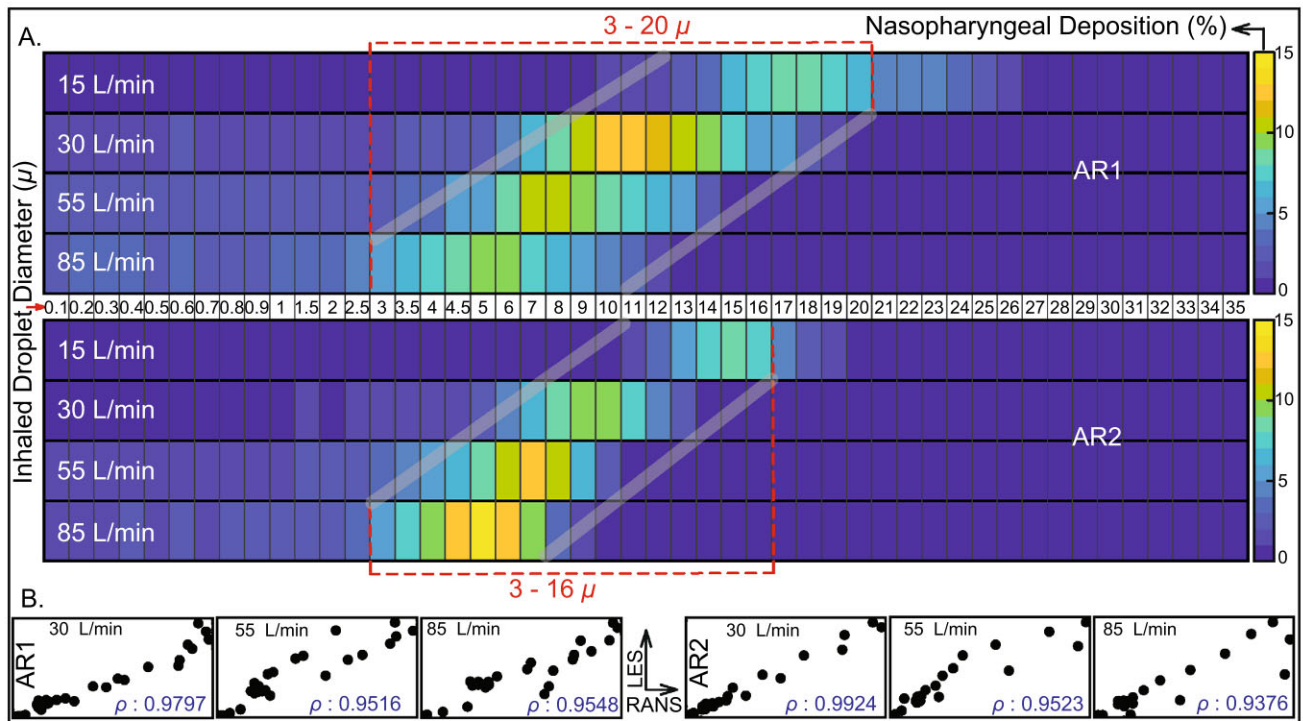 A.
3 - 20 μ
Nasopharyngeal Deposition (%)
15 L/min
30 L/min
55 L/min
85 L/min
AR1
15
10
5
0
Inhaled Droplet Diameter (μ)
0.1 0.2 0.3 0.4 0.5 0.6 0.7 0.8 0.9 1 1.5 2 2.5 3 3.5 4 4.5 5 6 7 8 9 10 11 12 13 14 15 16 17 18 19 20 21 22 23 24 25 26 27 28 29 30 31 32 33 34 35
15 L/min
30 L/min
55 L/min
85 L/min
AR2
15
10
5
0
3 - 16 μ
B.
AR1
30 L/min
ρ : 0.9797
55 L/min
ρ : 0.9516
85 L/min
ρ : 0.9548
LES
RANS
AR2
30 L/min
ρ : 0.9924
55 L/min
ρ : 0.9523
85 L/min
ρ : 0.9376